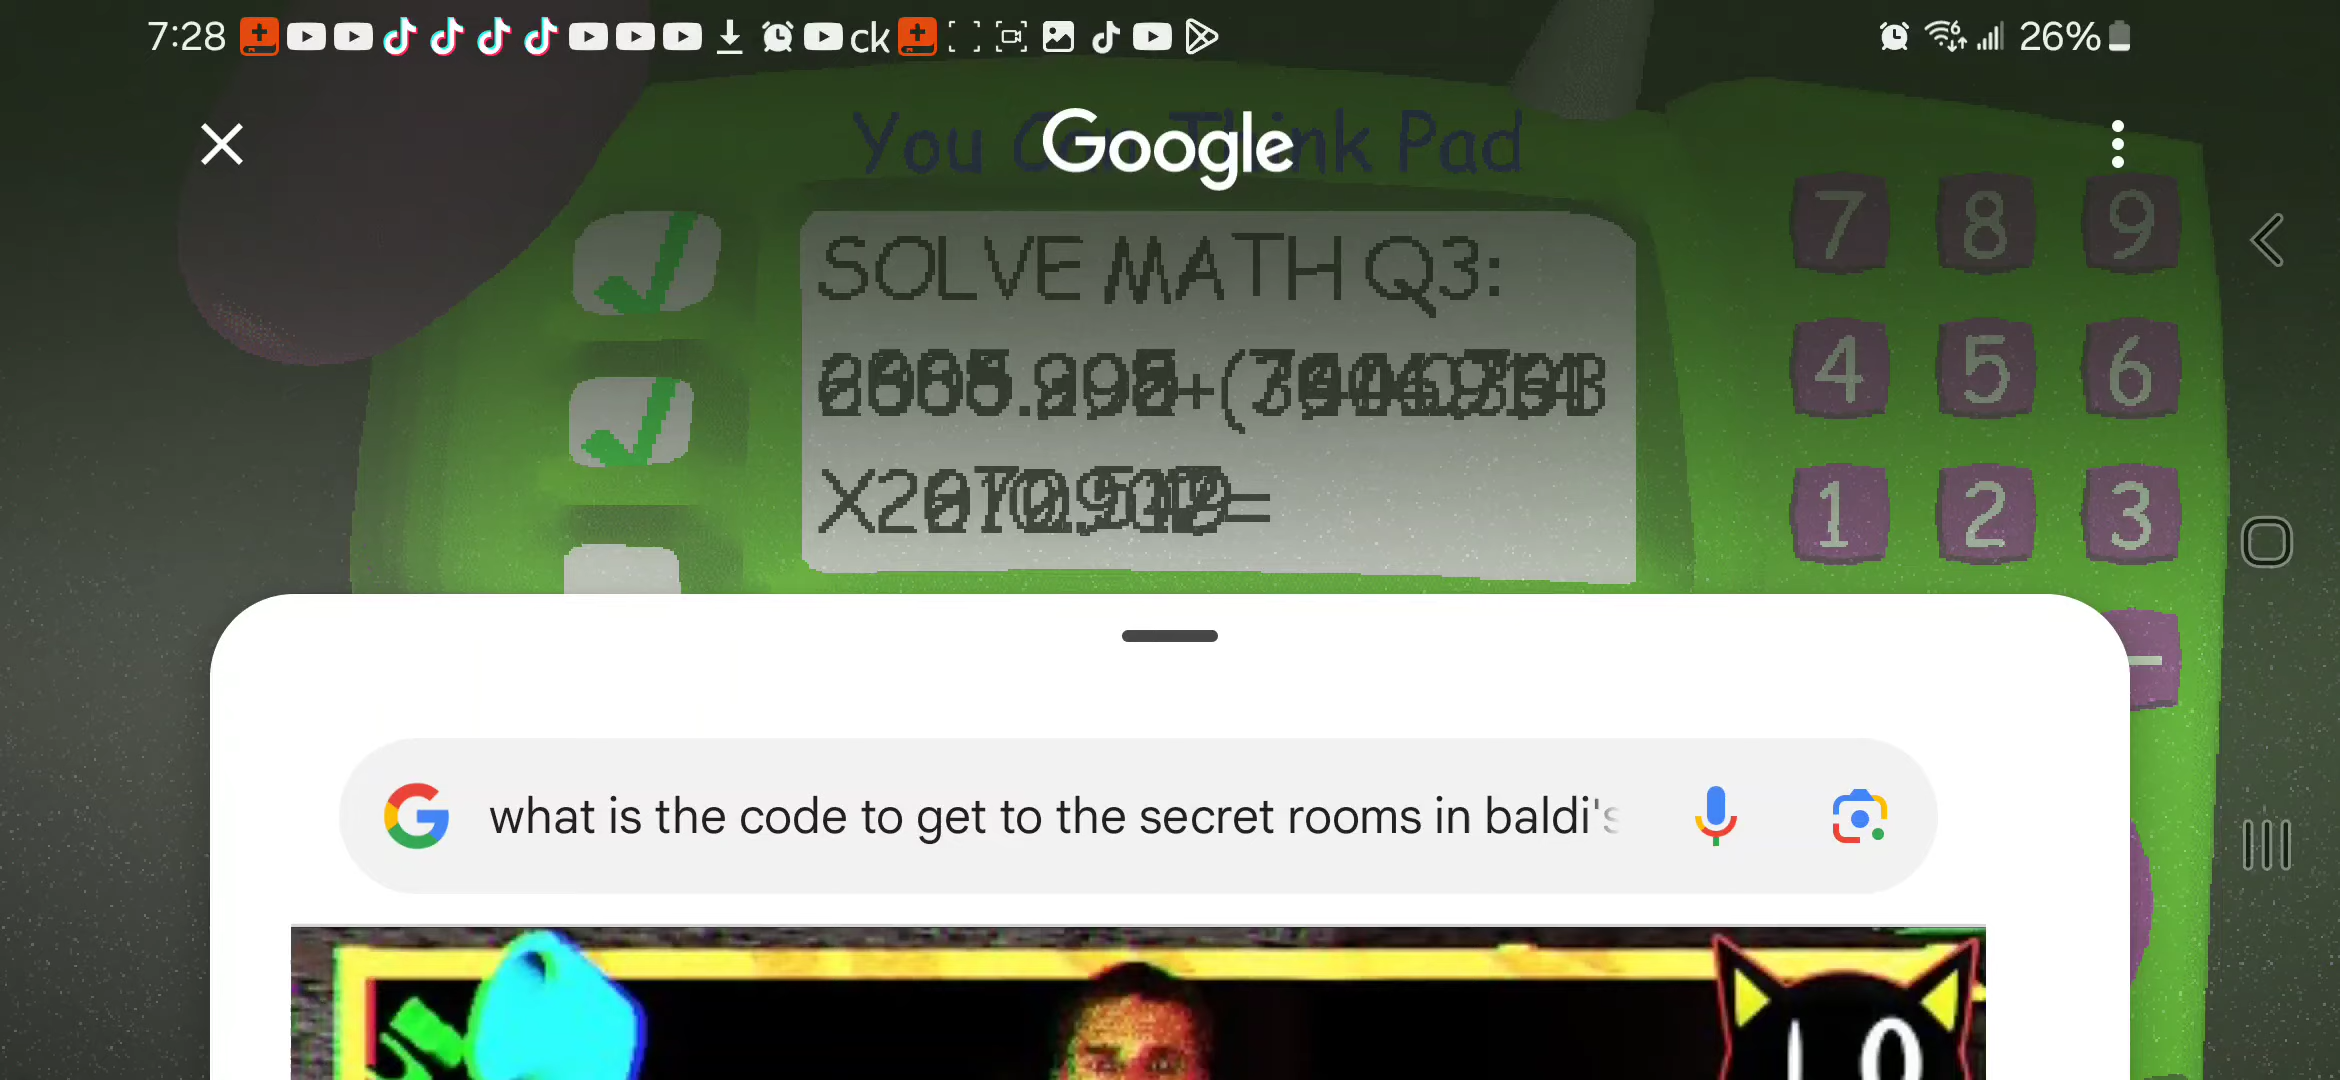 7:28
ck
26%
You Can Think Pad
Google
SOLVE MATH Q3:
7 8 9
4 5 6
1 2 3
-
what is the code to get to the secret rooms in baldi's